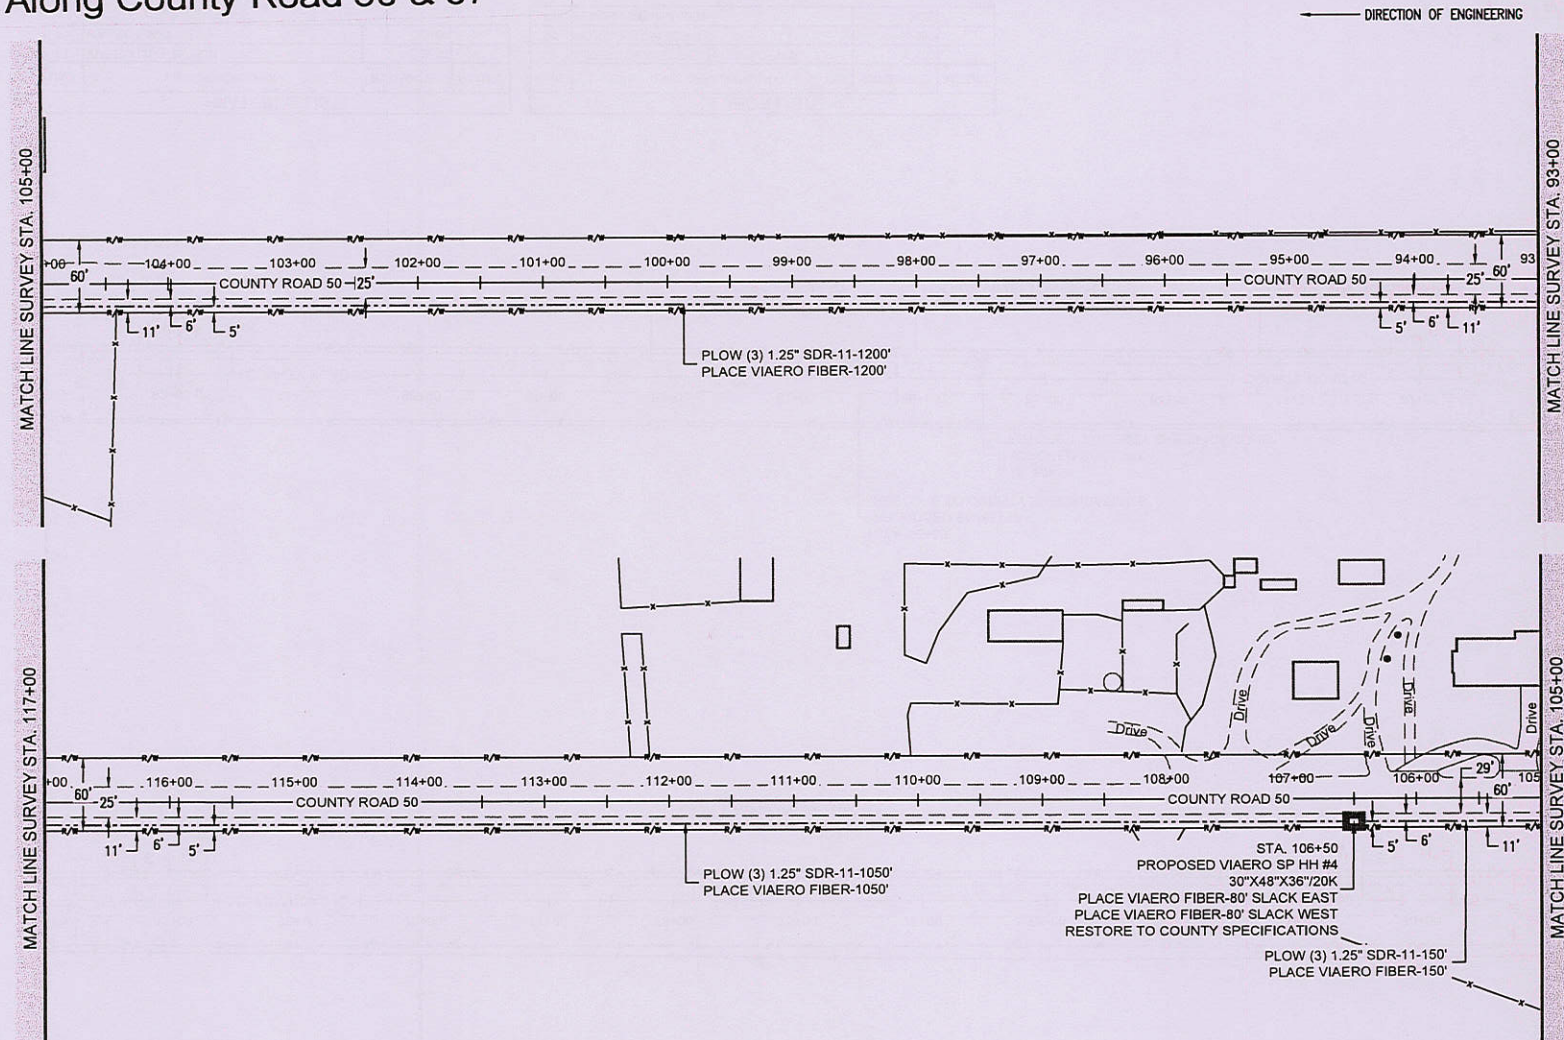 Along County Road 50 & 37
DIRECTION OF ENGINEERING
MATCH LINE SURVEY STA. 105+00
MATCH LINE SURVEY STA. 93+00
R/W R/W R/W R/W R/W R/W R/W R/W R/W R/W R/W R/W R/W R/W R/W R/W R/W R/W
+00 104+00 103+00 102+00 101+00 100+00 99+00 98+00 97+00 96+00 95+00 94+00 93
60' COUNTY ROAD 50 25' COUNTY ROAD 50 25' 60'
R/W R/W R/W R/W R/W R/W R/W R/W R/W R/W R/W R/W R/W R/W R/W R/W R/W R/W
11' 6' 5' 5' 6' 11'
PLOW (3) 1.25" SDR-11-1200'
PLACE VIAERO FIBER-1200'
MATCH LINE SURVEY STA. 117+00
MATCH LINE SURVEY STA. 105+00
Drive Drive Drive Drive Drive Drive
R/W R/W R/W R/W R/W R/W R/W R/W R/W R/W R/W R/W R/W R/W R/W R/W R/W R/W R/W
+00 116+00 115+00 114+00 113+00 112+00 111+00 110+00 109+00 108+00 107+00 106+00 29' 105
60' 25' COUNTY ROAD 50 COUNTY ROAD 50 60'
R/W R/W R/W R/W R/W R/W R/W R/W R/W R/W R/W R/W R/W R/W R/W R/W R/W R/W R/W
11' 6' 5' 5' 6' 11'
PLOW (3) 1.25" SDR-11-1050'
PLACE VIAERO FIBER-1050'
STA. 106+50
PROPOSED VIAERO SP HH #4
30"X48"X36"/20K
PLACE VIAERO FIBER-80' SLACK EAST
PLACE VIAERO FIBER-80' SLACK WEST
RESTORE TO COUNTY SPECIFICATIONS
PLOW (3) 1.25" SDR-11-150'
PLACE VIAERO FIBER-150'